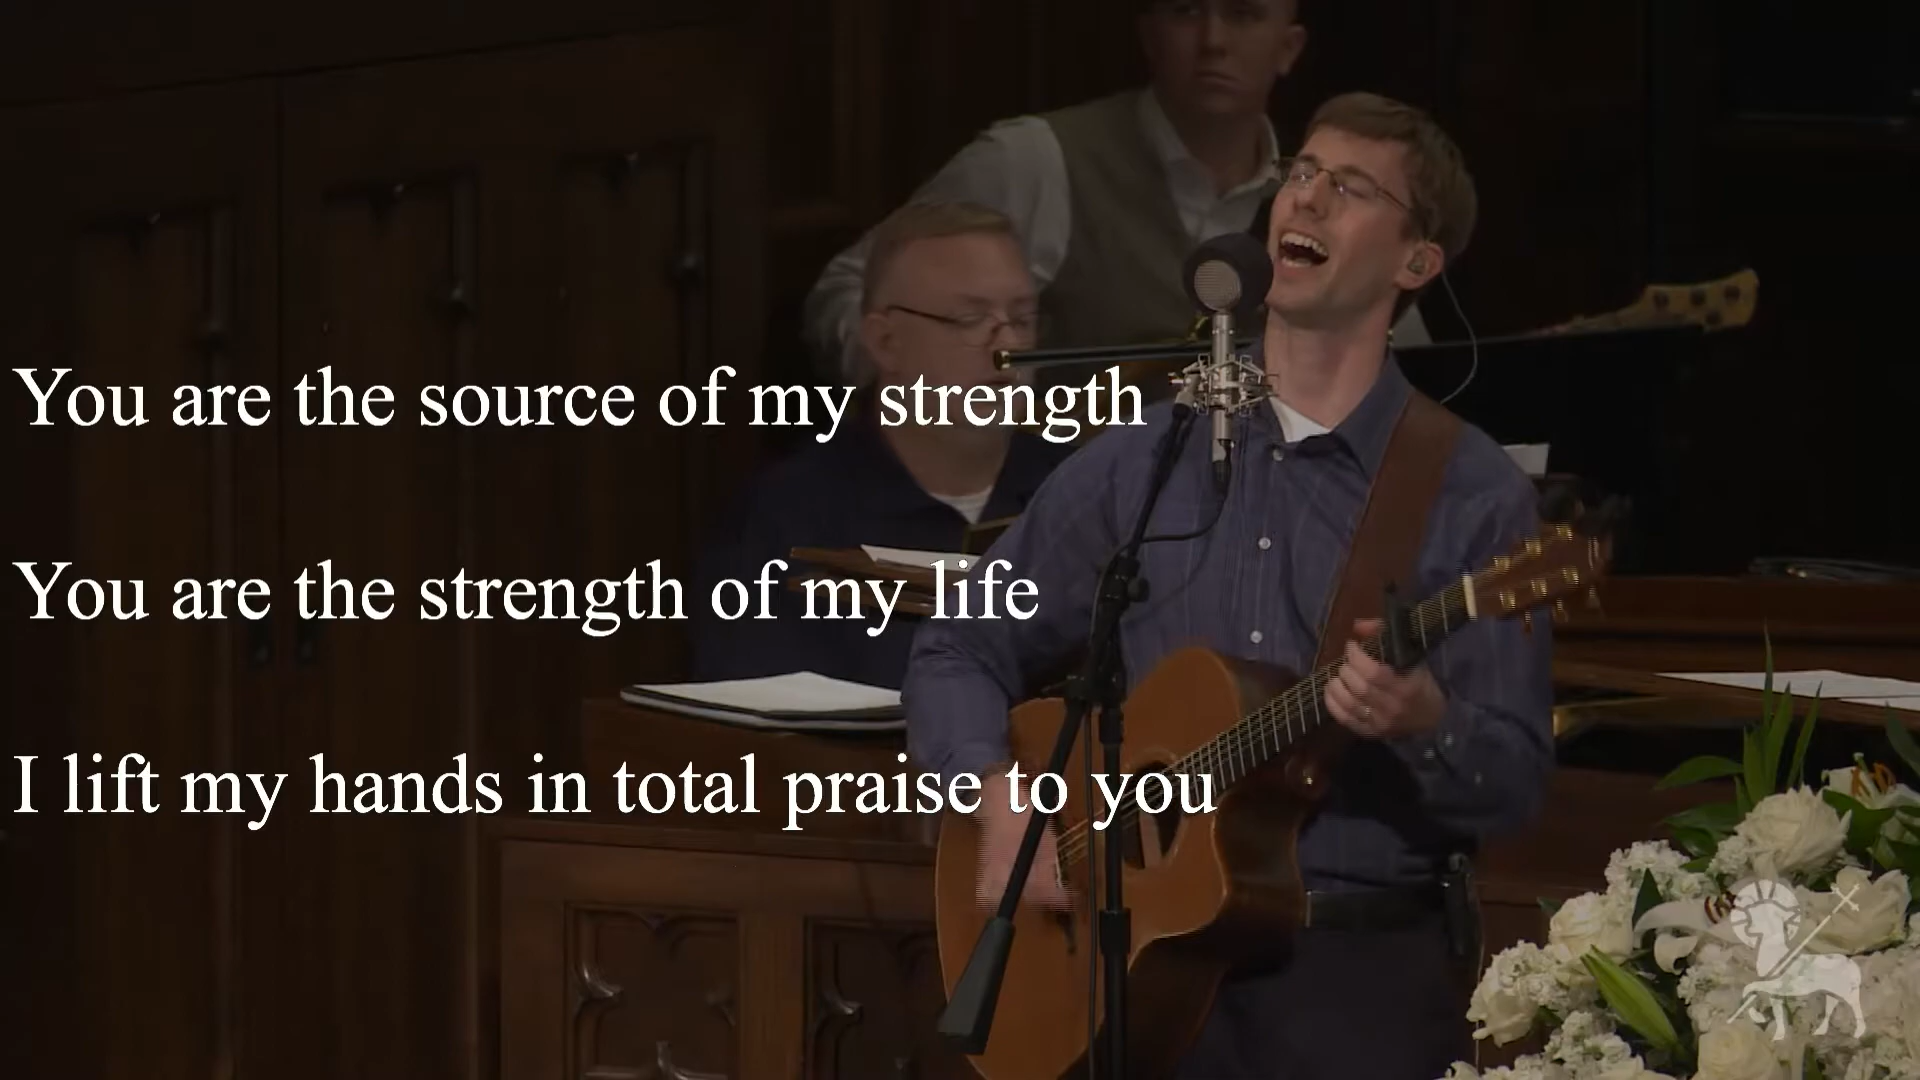 You are the source of my strength
You are the strength of my life
I lift my hands in total praise to you